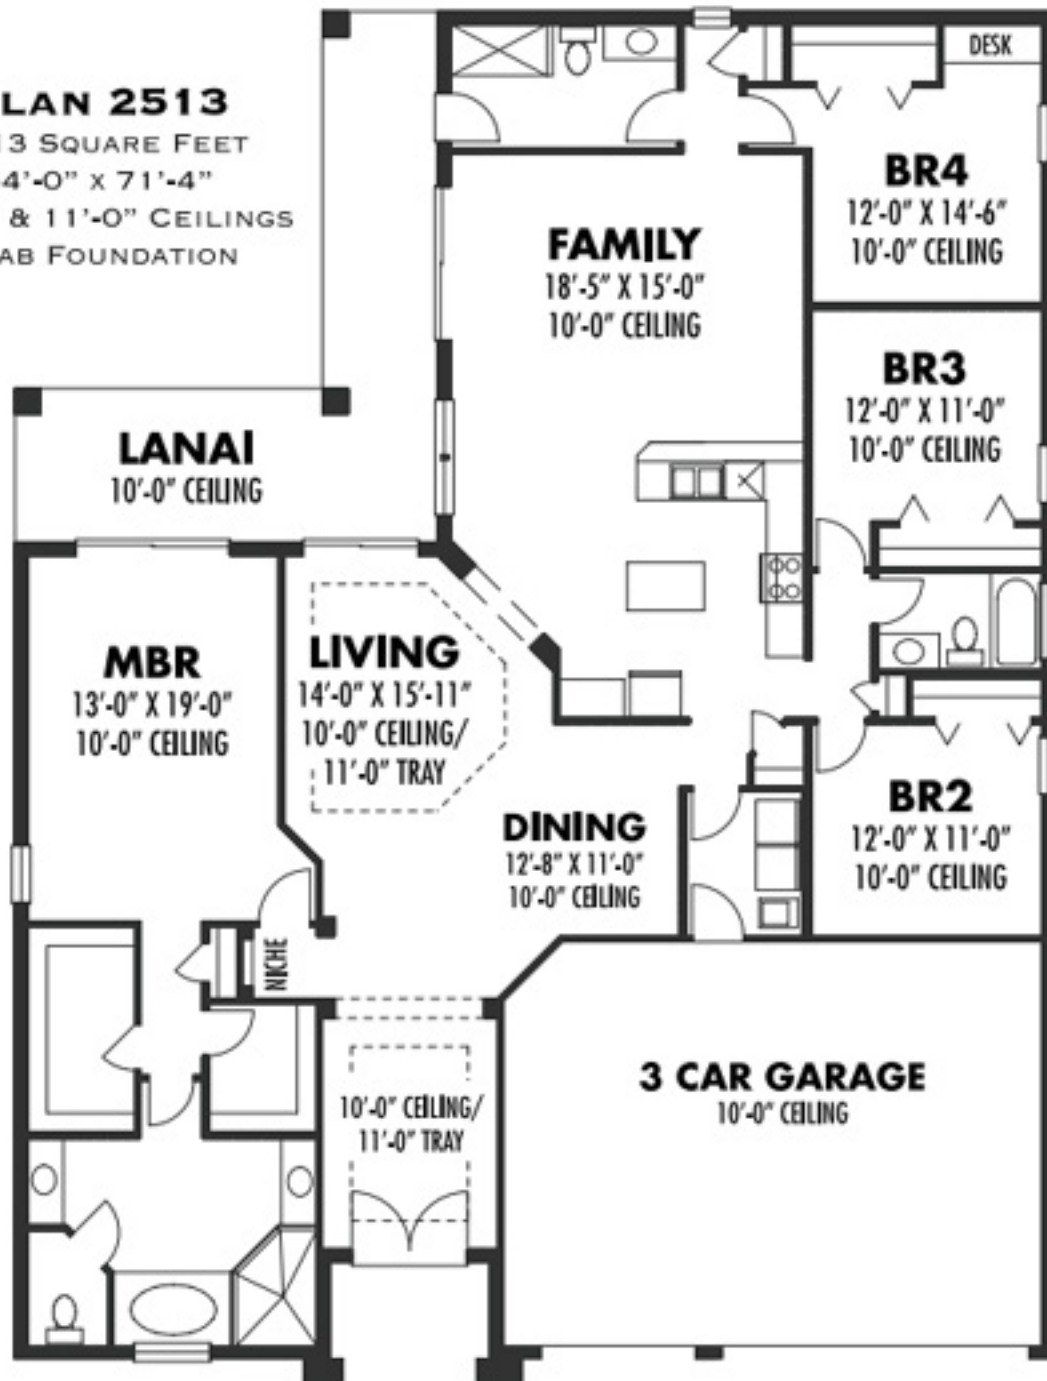 LAN 2513
13 SQUARE FEET
4'-0" X 71'-4"
& 11'-0" CEILINGS
AB FOUNDATION
DESK
BR4
12'-0" X 14'-6"
10'-0" CEILING
FAMILY
18'-5" X 15'-0"
10'-0" CEILING
BR3
12'-0" X 11'-0"
10'-0" CEILING
LANAI
10'-0" CEILING
MBR
13'-0" X 19'-0"
10'-0" CEILING
LIVING
14'-0" X 15'-11"
10'-0" CEILING/
11'-0" TRAY
DINING
12'-8" X 11'-0"
10'-0" CEILING
BR2
12'-0" X 11'-0"
10'-0" CEILING
NICHE
10'-0" CEILING/
11'-0" TRAY
3 CAR GARAGE
10'-0" CEILING